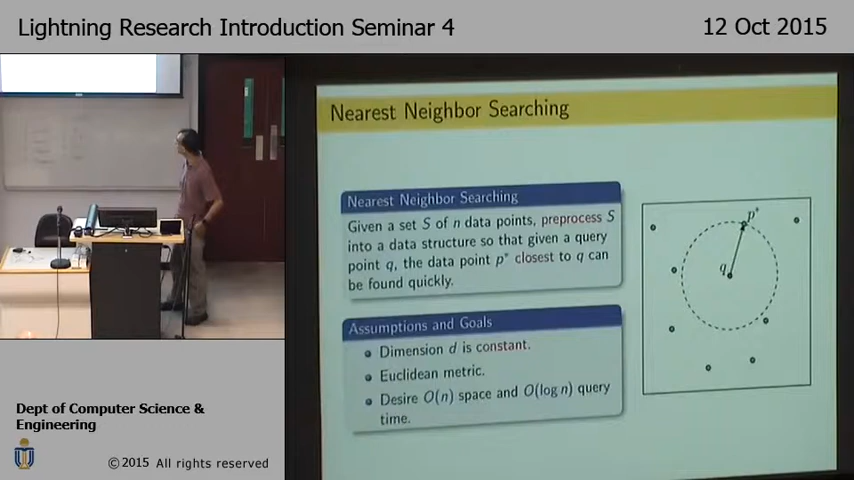 Lightning Research Introduction Seminar 4
12 Oct 2015
Nearest Neighbor Searching
Nearest Neighbor Searching
Given a set S of n data points, preprocess S
into a data structure so that given a query
point q, the data point p* closest to q can
be found quickly.
Assumptions and Goals
Dimension d is constant.
Euclidean metric.
Desire O(n) space and O(log n) query
time.
p*
q
Dept of Computer Science &
Engineering
©2015 All rights reserved